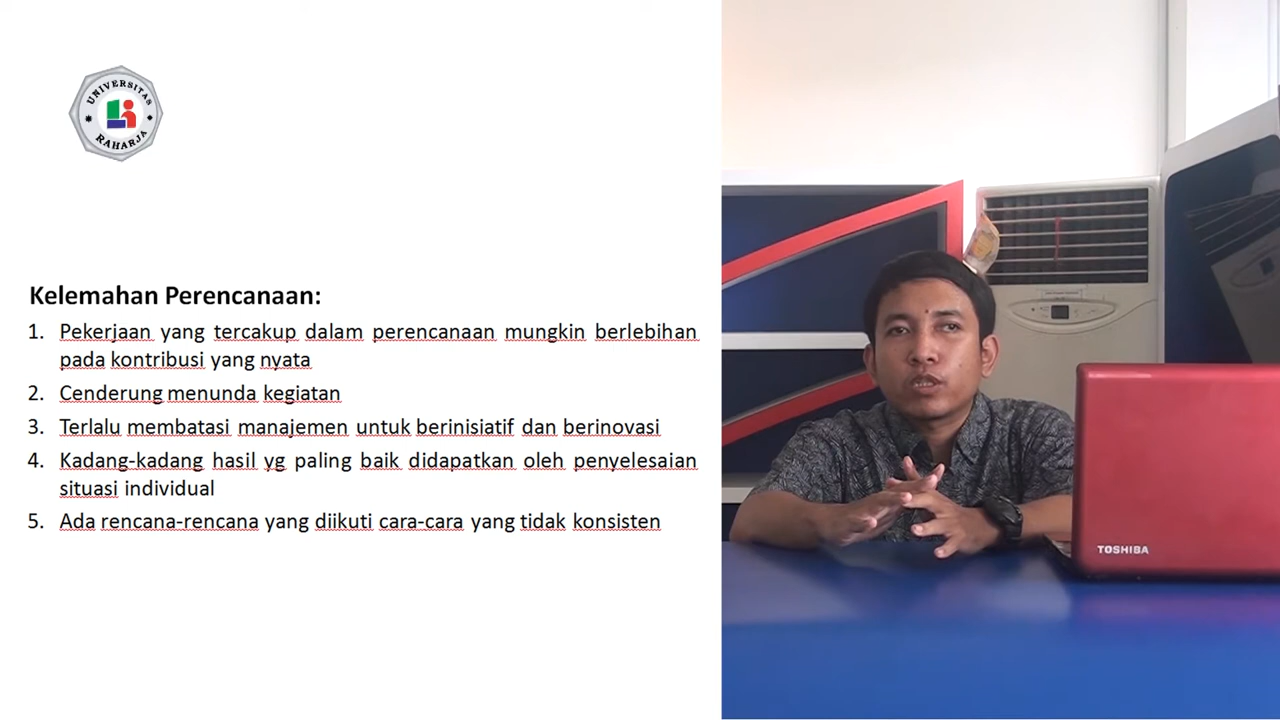 UNIVERSITAS
RAHARJA
Kelemahan Perencanaan:
1. Pekerjaan yang tercakup dalam perencanaan mungkin berlebihan
pada kontribusi yang nyata
2. Cenderung menunda kegiatan
3. Terlalu membatasi manajemen untuk berinisiatif dan berinovasi
4. Kadang-kadang hasil yg paling baik didapatkan oleh penyelesaian
situasi individual
5. Ada rencana-rencana yang diikuti cara-cara yang tidak konsisten
TOSHIBA